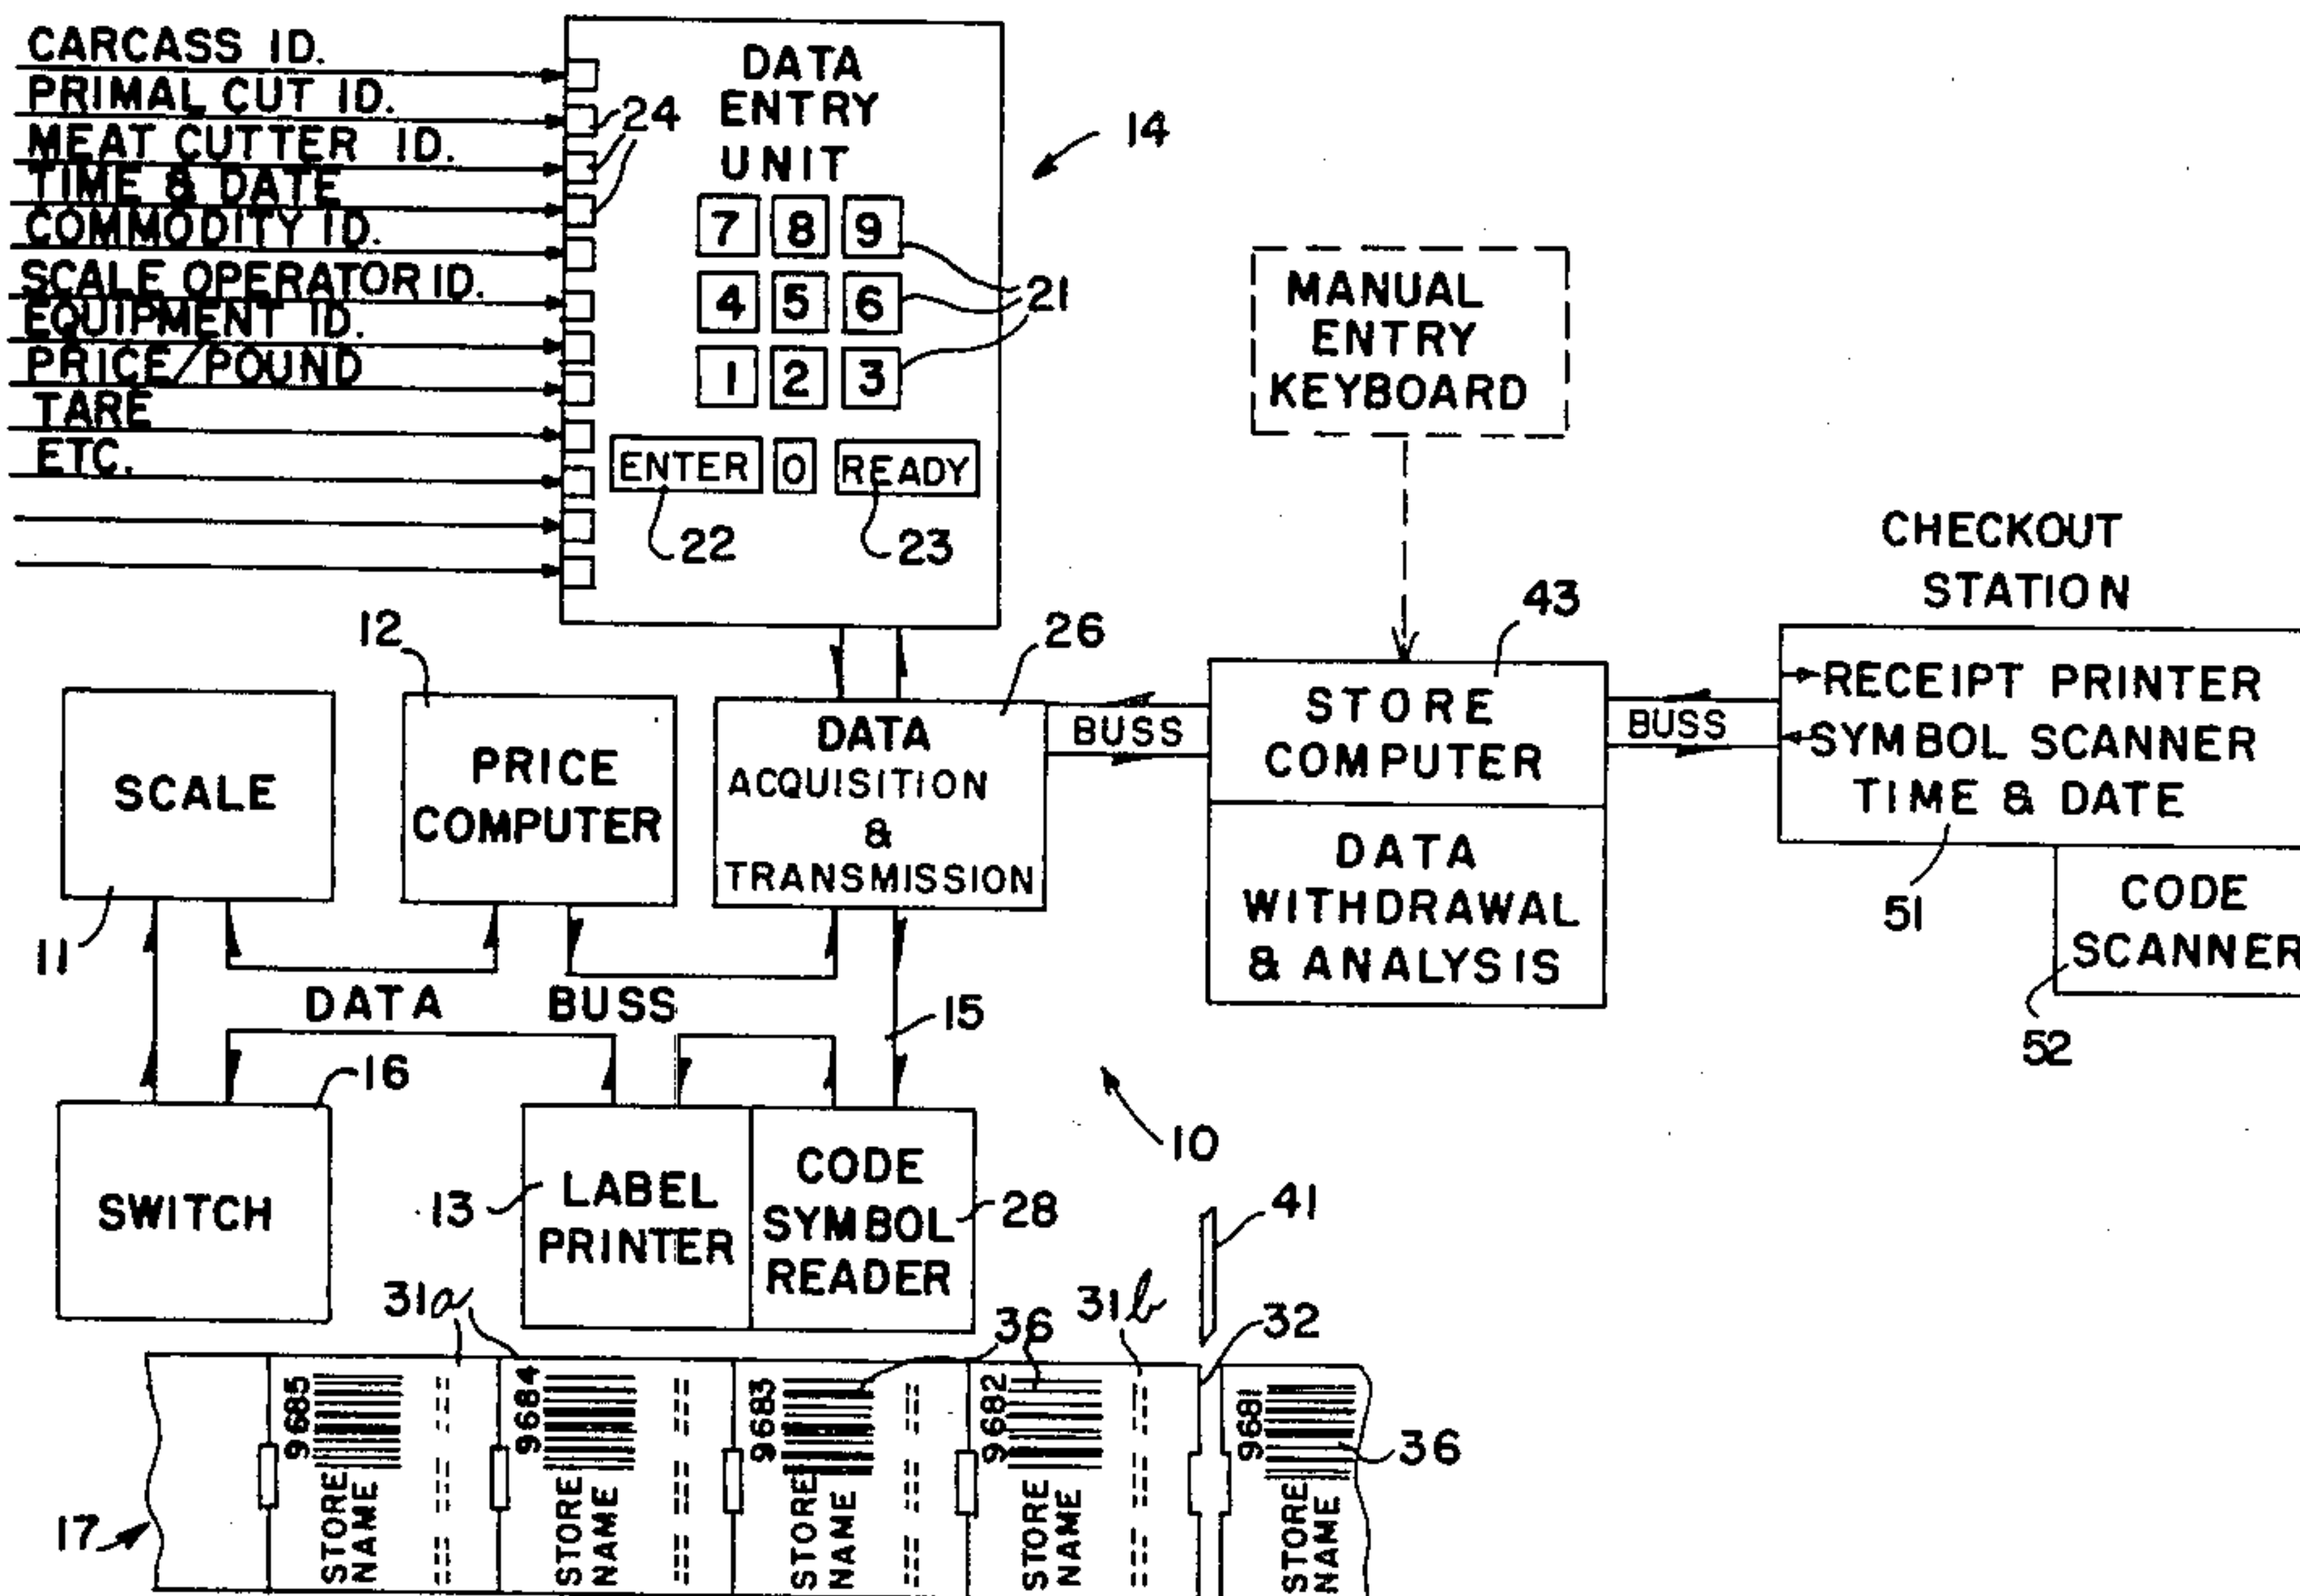 CARCASS ID.
PRIMAL CUT ID.
MEAT CUTTER ID.
TIME & DATE
COMMODITY ID.
SCALE OPERATOR ID.
EQUIPMENT ID.
PRICE/POUND
TARE
ETC.
24
DATA
ENTRY
UNIT
14
7 8 9
4 5 6
1 2 3
21
ENTER 0 READY
22
23
MANUAL
ENTRY
KEYBOARD
CHECKOUT
STATION
12
26
43
SCALE
11
PRICE
COMPUTER
DATA
ACQUISITION
&
TRANSMISSION
BUSS
STORE
COMPUTER
DATA
WITHDRAWAL
& ANALYSIS
BUSS
RECEIPT PRINTER
SYMBOL SCANNER
TIME & DATE
51
CODE
SCANNER
52
DATA BUSS
15
16
10
SWITCH
13
LABEL
PRINTER
CODE
SYMBOL
READER
28
41
31a
36
31b
32
17
9685
STORE
NAME
9684
STORE
NAME
9683
STORE
NAME
9682
STORE
NAME
9681
STORE
NAME
36